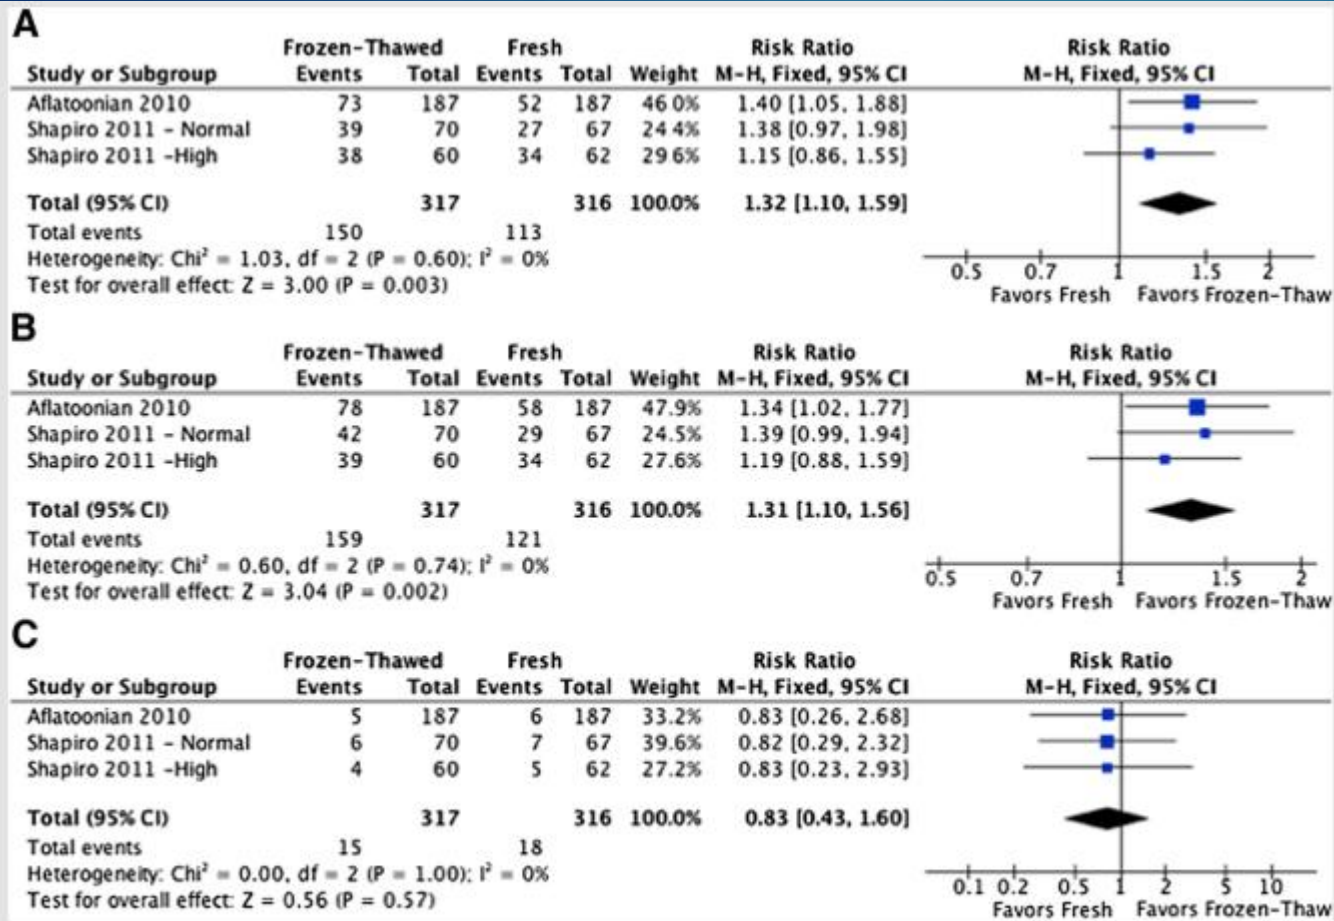 A
Frozen-Thawed Fresh Risk Ratio Risk Ratio
Study or Subgroup Events Total Events Total Weight M-H, Fixed, 95% CI M-H, Fixed, 95% CI
Aflatoonian 2010 73 187 52 187 46 0% 1.40 [1.05, 1.88]
Shapiro 2011 - Normal 39 70 27 67 24 4% 1.38 [0.97, 1.98]
Shapiro 2011 -High 38 60 34 62 29 6% 1.15 [0.86, 1.55]
Total (95% CI) 317 316 100.0% 1.32 [1.10, 1.59]
Total events 150 113
Heterogeneity: Chi² = 1.03, df = 2 (P = 0.60); I² = 0%
Test for overall effect: Z = 3.00 (P = 0.003)
0.5 0.7 1 1.5 2
Favors Fresh Favors Frozen-Thaw
B
Frozen-Thawed Fresh Risk Ratio Risk Ratio
Study or Subgroup Events Total Events Total Weight M-H, Fixed, 95% CI M-H, Fixed, 95% CI
Aflatoonian 2010 78 187 58 187 47.9% 1.34 [1.02, 1.77]
Shapiro 2011 - Normal 42 70 29 67 24.5% 1.39 [0.99, 1.94]
Shapiro 2011 -High 39 60 34 62 27.6% 1.19 [0.88, 1.59]
Total (95% CI) 317 316 100.0% 1.31 [1.10, 1.56]
Total events 159 121
Heterogeneity: Chi² = 0.60, df = 2 (P = 0.74); I² = 0%
Test for overall effect: Z = 3.04 (P = 0.002)
0.5 0.7 1 1.5 2
Favors Fresh Favors Frozen-Thaw
C
Frozen-Thawed Fresh Risk Ratio Risk Ratio
Study or Subgroup Events Total Events Total Weight M-H, Fixed, 95% CI M-H, Fixed, 95% CI
Aflatoonian 2010 5 187 6 187 33.2% 0.83 [0.26, 2.68]
Shapiro 2011 - Normal 6 70 7 67 39.6% 0.82 [0.29, 2.32]
Shapiro 2011 -High 4 60 5 62 27.2% 0.83 [0.23, 2.93]
Total (95% CI) 317 316 100.0% 0.83 [0.43, 1.60]
Total events 15 18
Heterogeneity: Chi² = 0.00, df = 2 (P = 1.00); I² = 0%
Test for overall effect: Z = 0.56 (P = 0.57)
0.1 0.2 0.5 1 2 5 10
Favors Fresh Favors Frozen-Thaw